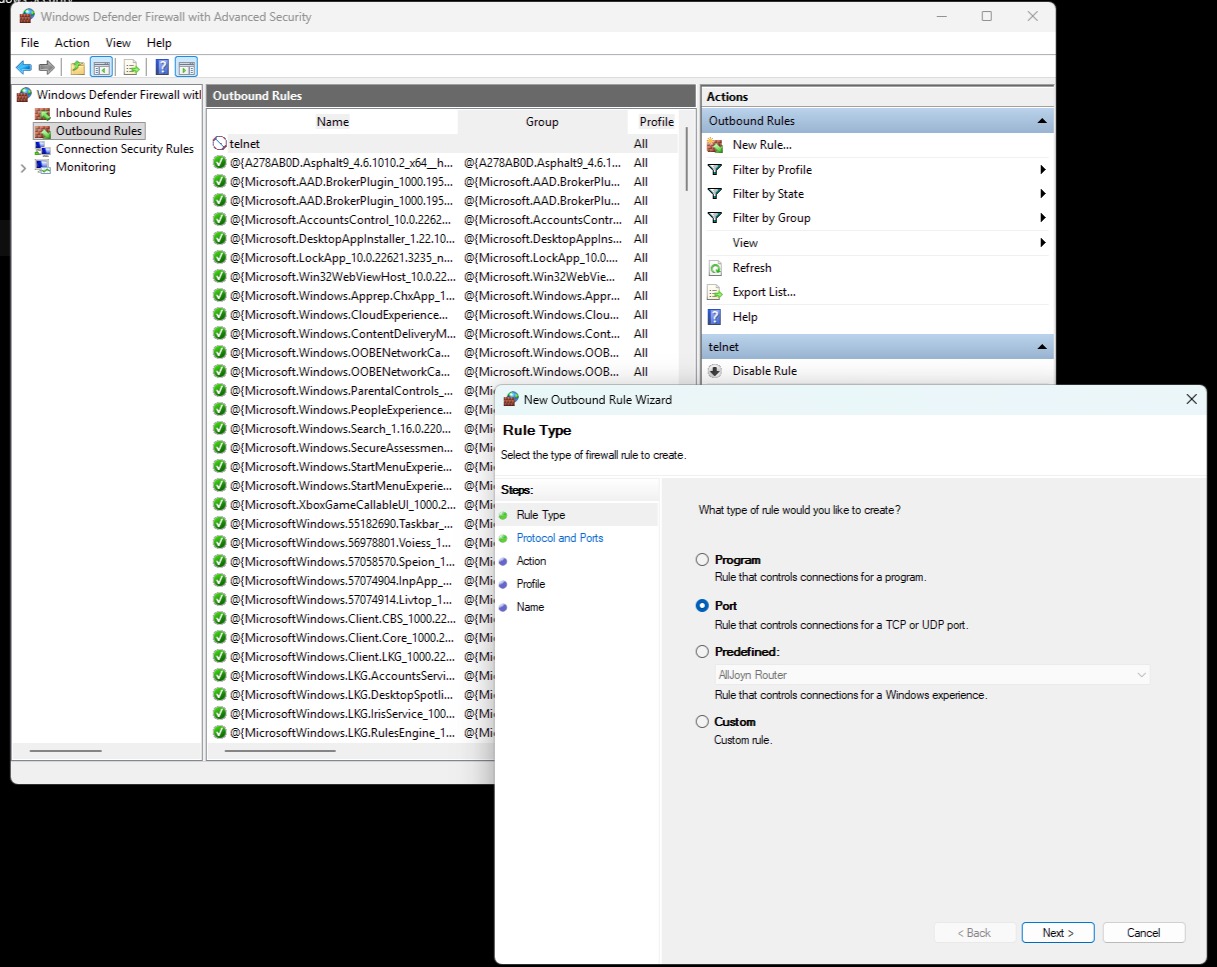 Windows Defender Firewall with Advanced Security
File Action View Help
Windows Defender Firewall witl
Inbound Rules
Outbound Rules
Connection Security Rules
Monitoring
Outbound Rules
Name Group Profile
telnet All
@{A278AB0D.Asphalt9_4.6.1010.2_x64__h... @{A278AB0D.Asphalt9_4.6.1... All
@{Microsoft.AAD.BrokerPlugin_1000.195... @{Microsoft.AAD.BrokerPlu... All
@{Microsoft.AAD.BrokerPlugin_1000.195... @{Microsoft.AAD.BrokerPlu... All
@{Microsoft.AccountsControl_10.0.2262... @{Microsoft.AccountsContr... All
@{Microsoft.DesktopAppInstaller_1.22.10... @{Microsoft.DesktopAppIns... All
@{Microsoft.LockApp_10.0.22621.3235_n... @{Microsoft.LockApp_10.0.... All
@{Microsoft.Win32WebViewHost_10.0.22... @{Microsoft.Win32WebVie... All
@{Microsoft.Windows.Apprep.ChxApp_1... @{Microsoft.Windows.Appr... All
@{Microsoft.Windows.CloudExperience... @{Microsoft.Windows.Clou... All
@{Microsoft.Windows.ContentDeliveryM... @{Microsoft.Windows.Cont... All
@{Microsoft.Windows.OOBENetworkCa... @{Microsoft.Windows.OOB... All
@{Microsoft.Windows.OOBENetworkCa... @{Microsoft.Windows.OOB... All
@{Microsoft.Windows.ParentalControls_... @{Mi
@{Microsoft.Windows.PeopleExperience... @{Mi
@{Microsoft.Windows.Search_1.16.0.220... @{Mi
@{Microsoft.Windows.SecureAssessmen... @{Mi
@{Microsoft.Windows.StartMenuExperie... @{Mi
@{Microsoft.Windows.StartMenuExperie... @{Mi
@{Microsoft.XboxGameCallableUI_1000.2... @{Mi
@{MicrosoftWindows.55182690.Taskbar_... @{Mi
@{MicrosoftWindows.56978801.Voiess_1... @{Mi
@{MicrosoftWindows.57058570.Speion_1... @{Mi
@{MicrosoftWindows.57074904.InpApp_... @{Mi
@{MicrosoftWindows.57074914.Livtop_1... @{Mi
@{MicrosoftWindows.Client.CBS_1000.22... @{Mi
@{MicrosoftWindows.Client.Core_1000.2... @{Mi
@{MicrosoftWindows.Client.LKG_1000.22... @{Mi
@{MicrosoftWindows.LKG.AccountsServi... @{Mi
@{MicrosoftWindows.LKG.DesktopSpotli... @{Mi
@{MicrosoftWindows.LKG.IrisService_100... @{Mi
@{MicrosoftWindows.LKG.RulesEngine_1... @{Mi
Actions
Outbound Rules
New Rule...
Filter by Profile
Filter by State
Filter by Group
View
Refresh
Export List...
Help
telnet
Disable Rule
New Outbound Rule Wizard
Rule Type
Select the type of firewall rule to create.
Steps:
Rule Type
Protocol and Ports
Action
Profile
Name
What type of rule would you like to create?
Program
Rule that controls connections for a program.
Port
Rule that controls connections for a TCP or UDP port.
Predefined:
AllJoyn Router
Rule that controls connections for a Windows experience.
Custom
Custom rule.
< Back Next > Cancel